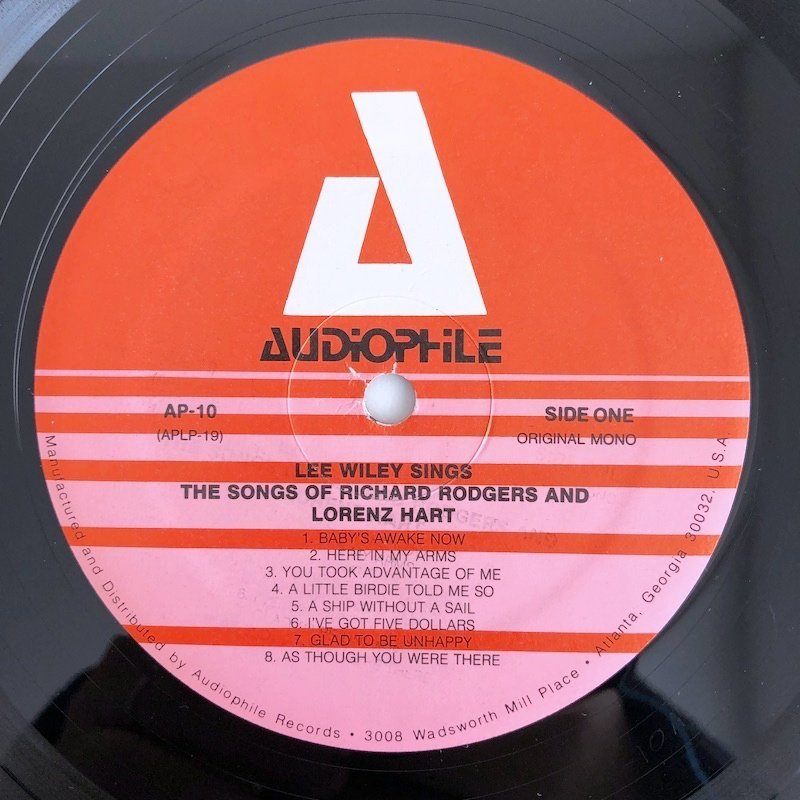 AUDIOPHILE
AP-10
(APLP-19)
SIDE ONE
ORIGINAL MONO
LEE WILEY SINGS
THE SONGS OF RICHARD RODGERS AND
LORENZ HART
1. BABY'S AWAKE NOW
2. HERE IN MY ARMS
3. YOU TOOK ADVANTAGE OF ME
4. A LITTLE BIRDIE TOLD ME SO
5. A SHIP WITHOUT A SAIL
6. I'VE GOT FIVE DOLLARS
7. GLAD TO BE UNHAPPY
8. AS THOUGH YOU WERE THERE
Manufactured and Distributed by Audiophile Records • 3008 Wadsworth Mill Place • Atlanta, Georgia 30032, U.S.A